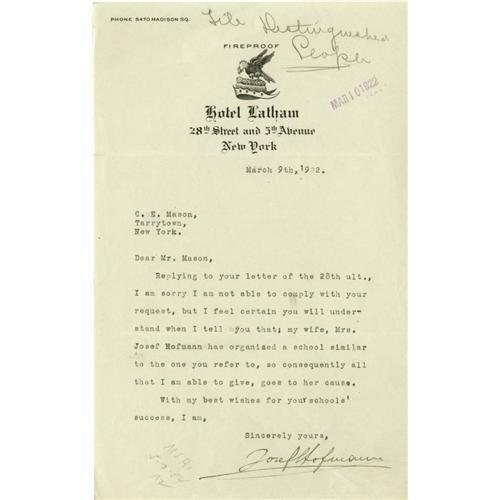 PHONE 5470 MADISON SQ.
File Distinguished
People
FIREPROOF
MAR 10 1922
Hotel Latham
28th Street and 5th Avenue
New York
March 9th, 1922.
C. E. Mason,
Tarrytown,
New York.
Dear Mr. Mason,
Replying to your letter of the 28th ult.,
I am sorry I am not able to comply with your
request, but I feel certain you will under-
stand when I tell you that; my wife, Mrs.
Josef Hofmann has organized a school similar
to the one you refer to, so consequently all
that I am able to give, goes to her cause.
With my best wishes for your schools'
success, I am,
Sincerely yours,
Josef Hofmann